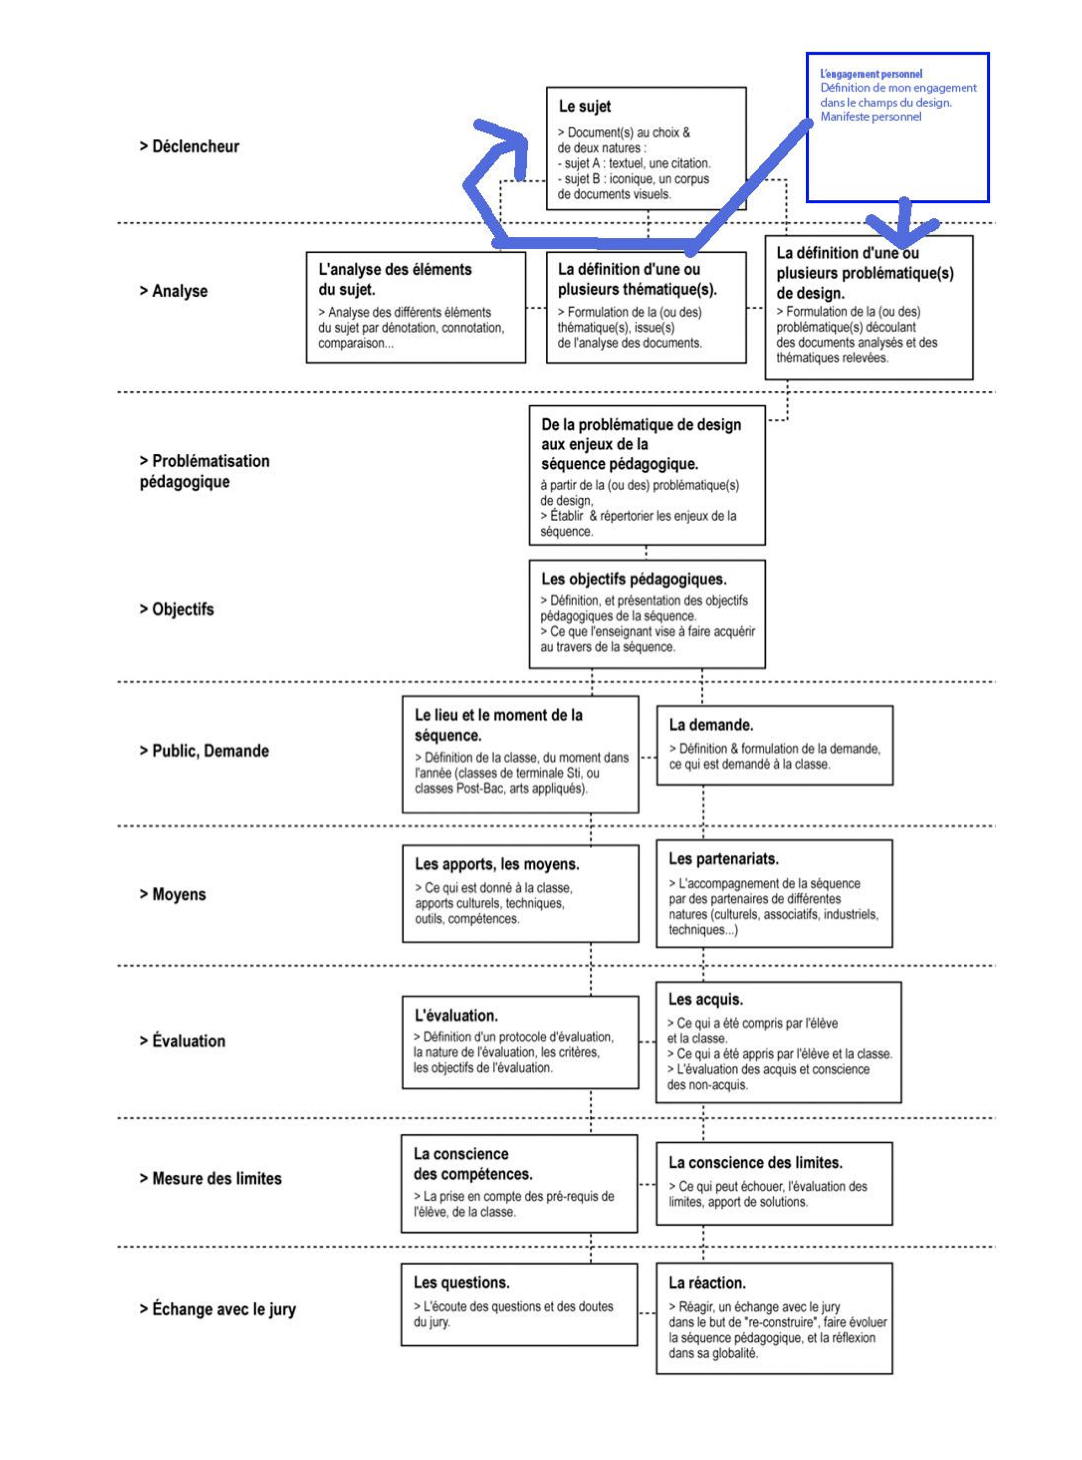 L'engagement personnel
Définition de mon engagement
dans le champs du design.
Manifeste personnel
> Déclencheur
Le sujet
> Document(s) au choix &
de deux natures :
- sujet A : textuel, une citation.
- sujet B : iconique, un corpus
de documents visuels.
> Analyse
L'analyse des éléments
du sujet.
> Analyse des différents éléments
du sujet par dénotation, connotation,
comparaison...
La définition d'une ou
plusieurs thématique(s).
> Formulation de la (ou des)
thématique(s), issue(s)
de l'analyse des documents.
La définition d'une ou
plusieurs problématique(s)
de design.
> Formulation de la (ou des)
problématique(s) découlant
des documents analysés et des
thématiques relevées.
> Problématisation
pédagogique
De la problématique de design
aux enjeux de la
séquence pédagogique.
à partir de la (ou des) problématique(s)
de design,
> Établir & répertorier les enjeux de la
séquence.
> Objectifs
Les objectifs pédagogiques.
> Définition, et présentation des objectifs
pédagogiques de la séquence.
> Ce que l'enseignant vise à faire acquérir
au travers de la séquence.
> Public, Demande
Le lieu et le moment de la
séquence.
> Définition de la classe, du moment dans
l'année (classes de terminale Sti, ou
classes Post-Bac, arts appliqués).
La demande.
> Définition & formulation de la demande,
ce qui est demandé à la classe.
> Moyens
Les apports, les moyens.
> Ce qui est donné à la classe,
apports culturels, techniques,
outils, compétences.
Les partenariats.
> L'accompagnement de la séquence
par des partenaires de différentes
natures (culturels, associatifs, industriels,
techniques...)
> Évaluation
L'évaluation.
> Définition d'un protocole d'évaluation,
la nature de l'évaluation, les critères,
les objectifs de l'évaluation.
Les acquis.
> Ce qui a été compris par l'élève
et la classe.
> Ce qui a été appris par l'élève et la classe.
> L'évaluation des acquis et conscience
des non-acquis.
> Mesure des limites
La conscience
des compétences.
> La prise en compte des pré-requis de
l'élève, de la classe.
La conscience des limites.
> Ce qui peut échouer, l'évaluation des
limites, apport de solutions.
> Échange avec le jury
Les questions.
> L'écoute des questions et des doutes
du jury.
La réaction.
> Réagir, un échange avec le jury
dans le but de "re-construire", faire évoluer
la séquence pédagogique, et la réflexion
dans sa globalité.